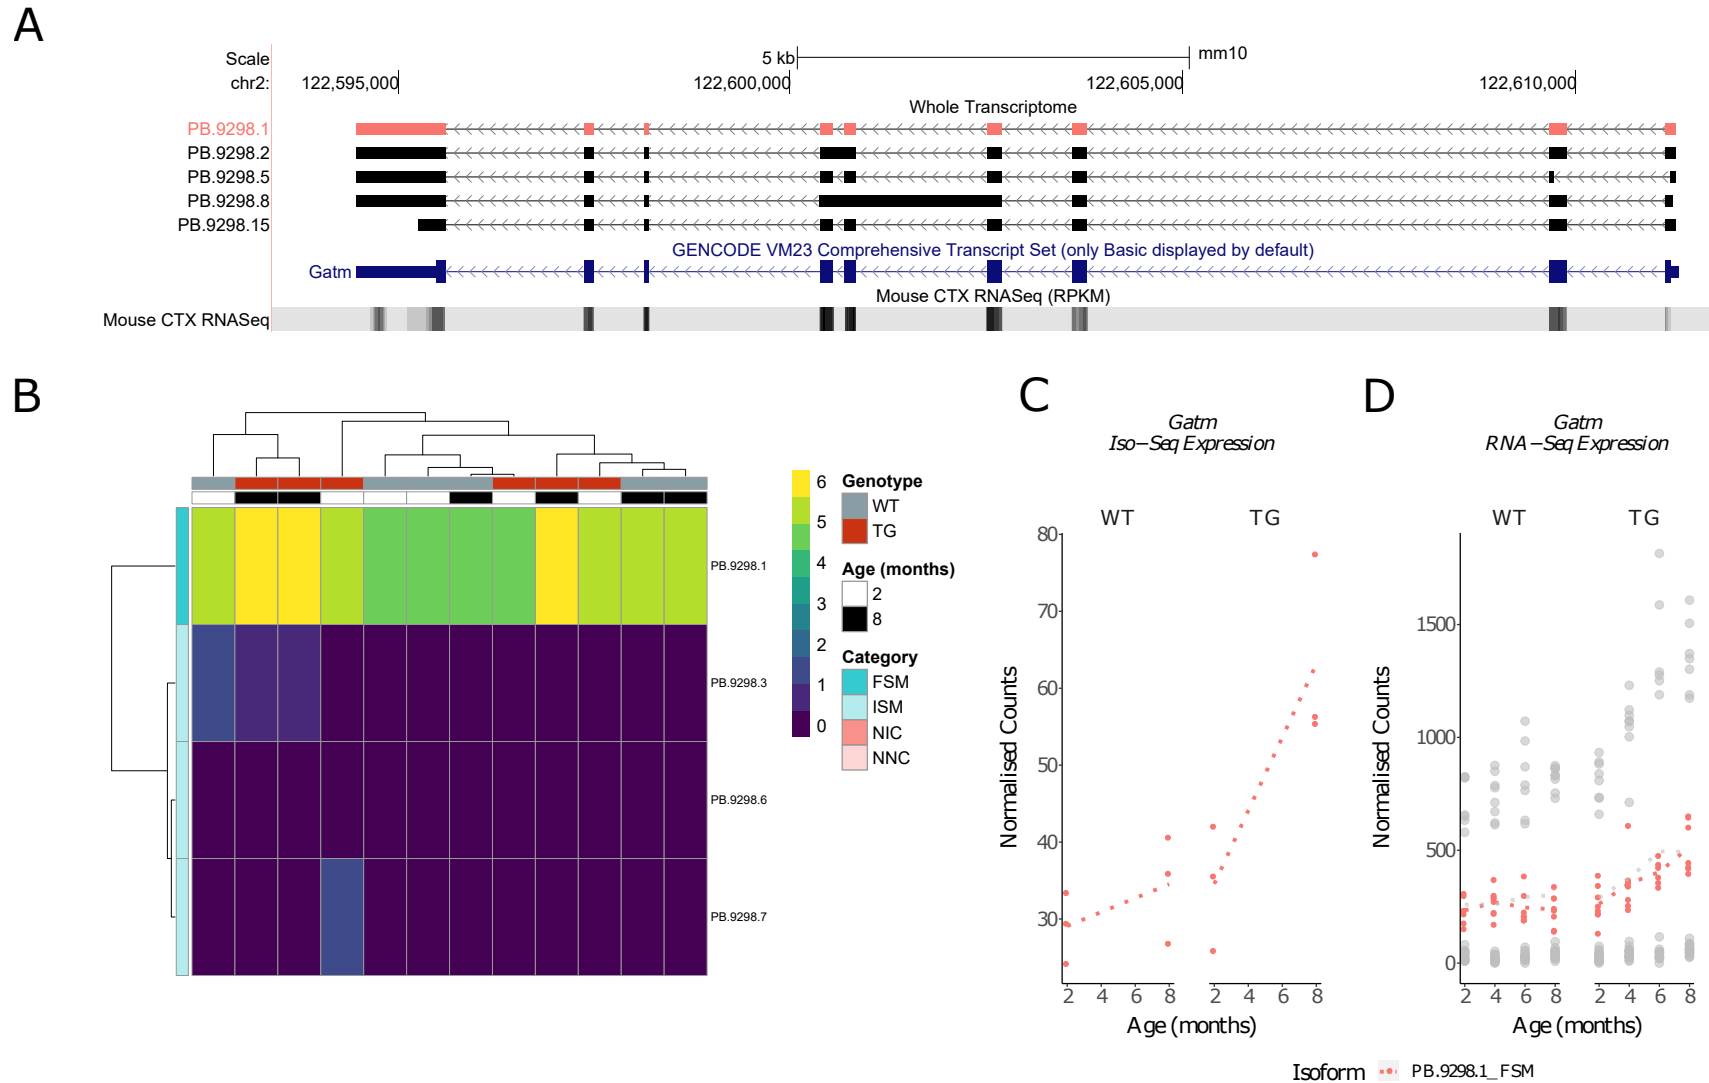 A
Scale
5 kb
mm10
chr2:
122,595,000
122,600,000
122,605,000
122,610,000
Whole Transcriptome
PB.9298.1
PB.9298.2
PB.9298.5
PB.9298.8
PB.9298.15
GENCODE VM23 Comprehensive Transcript Set (only Basic displayed by default)
Gatm
Mouse CTX RNASeq (RPKM)
Mouse CTX RNASeq
B
PB.9298.1
PB.9298.3
PB.9298.6
PB.9298.7
6
5
4
3
2
1
0
Genotype
WT
TG
Age (months)
2
8
Category
FSM
ISM
NIC
NNC
C
Gatm
Iso−Seq Expression
WT TG
Normalised Counts
80
70
60
50
40
30
2 4 6 8 2 4 6 8
Age (months)
D
Gatm
RNA−Seq Expression
WT TG
Normalised Counts
1500
1000
500
0
2 4 6 8 2 4 6 8
Age (months)
Isoform PB.9298.1_FSM